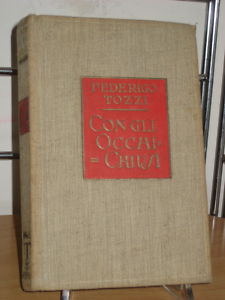 FEDERIGO
TOZZI
CON GLI
OCCHI
= CHIUSI